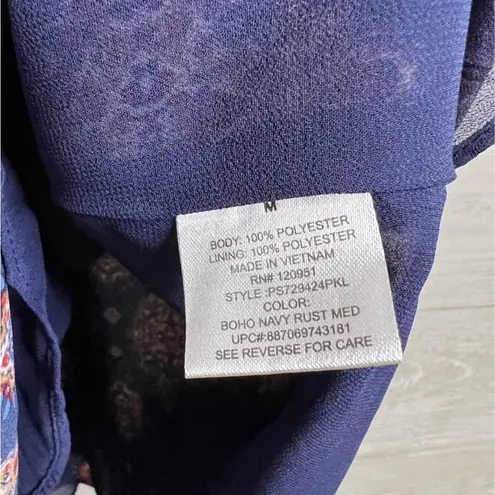 M
BODY: 100% POLYESTER
LINING: 100% POLYESTER
MADE IN VIETNAM
RN# 120951
STYLE :PS729424PKL
COLOR:
BOHO NAVY RUST MED
UPC#:887069743181
SEE REVERSE FOR CARE